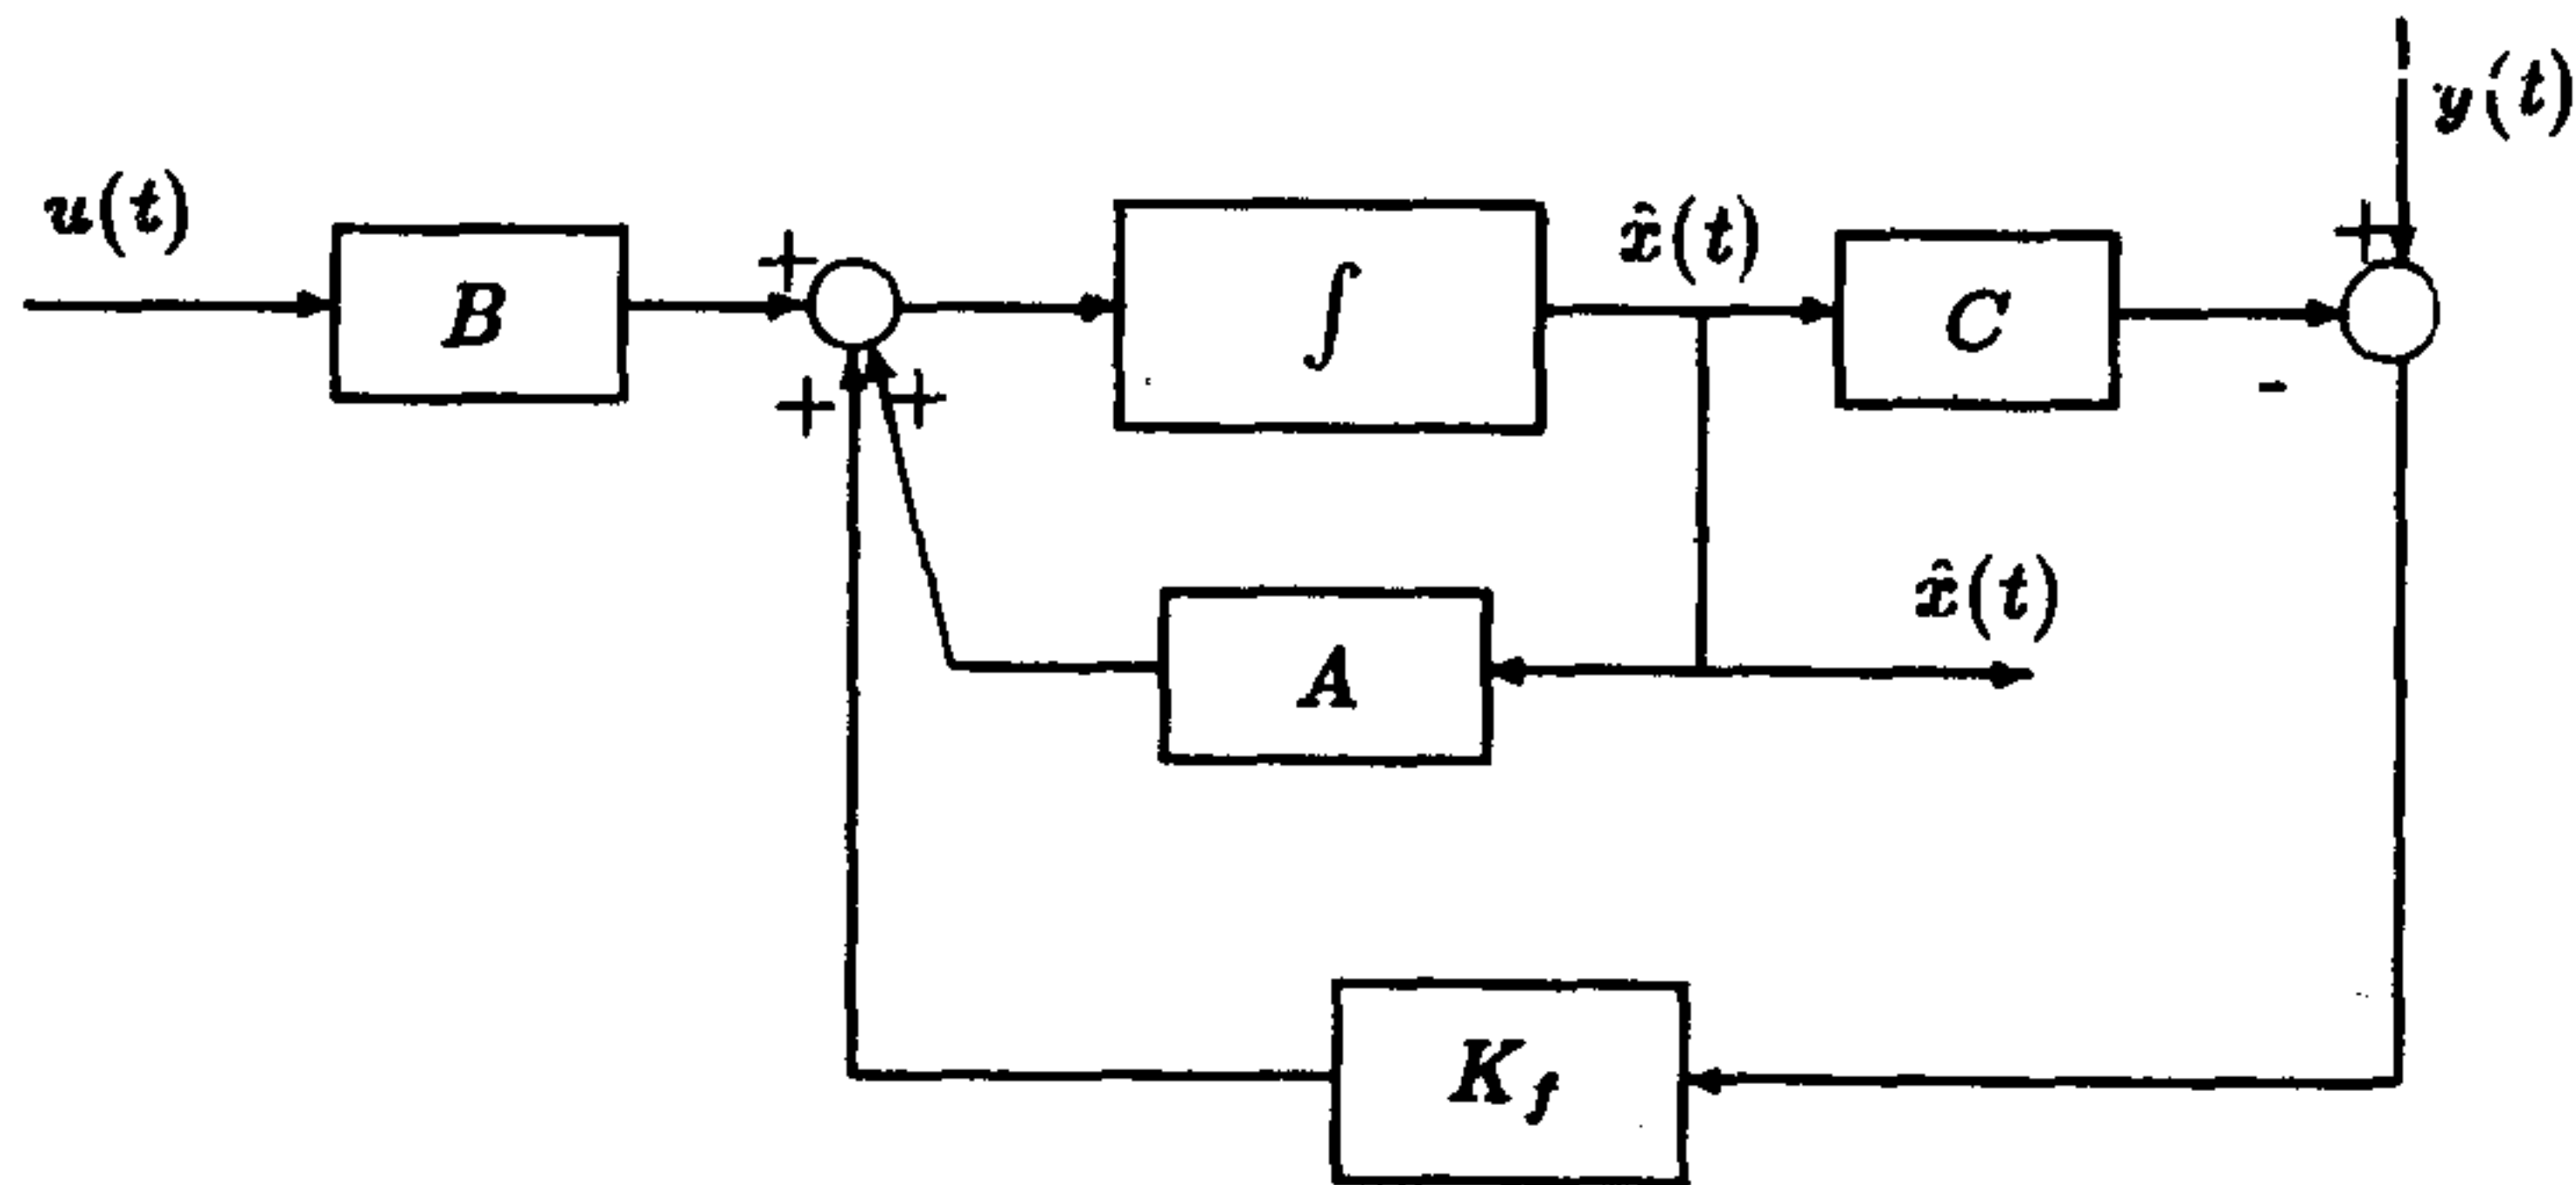 y(t)
u(t)
+
B
∫
x̂(t)
C
+
-
+
+
A
x̂(t)
K_f